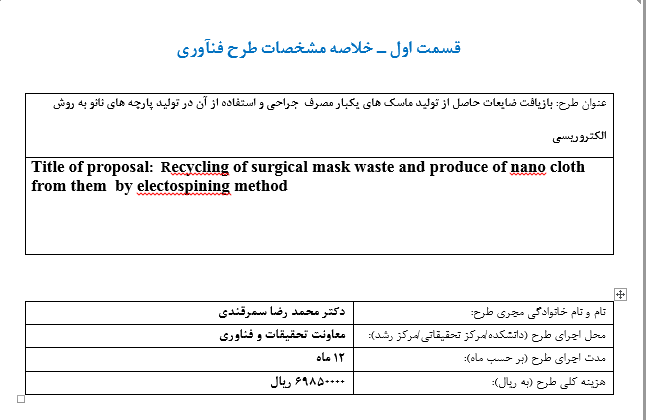 قسمت اول – خلاصه مشخصات طرح فنآوری
عنوان طرح: بازیافت ضایعات حاصل از تولید ماسک های یکبار مصرف جراحی و استفاده از آن در تولید پارچه های نانو به روش
الکتروریسی
Title of proposal: Recycling of surgical mask waste and produce of nano cloth
from them by electospining method
نام و نام خانوادگی مجری طرح: دکتر محمد رضا سمرقندی
محل اجرای طرح (دانشکده/مرکز تحقیقاتی/مرکز رشد): معاونت تحقیقات و فناوری
مدت اجرای طرح (بر حسب ماه): ۱۲ ماه
هزینه کلی طرح (به ریال): ۶۹۸۵۰۰۰۰ ریال